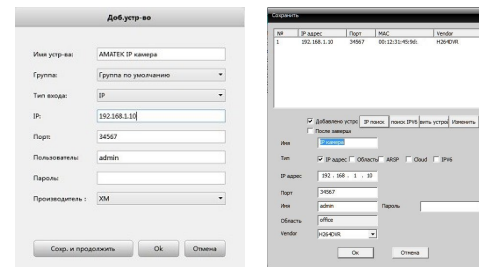 Доб.устр-во
Имя устр-ва: AMATEK IP камера
Группа: Группа по умолчанию
Тип входа: IP
IP: 192.168.1.10
Порт: 34567
Пользователь: admin
Пароль:
Производитель : XM
Сохр. и продолжить Ok Отмена
Сохранить
№ IP адрес Порт MAC Vendor
1 192.168.1.10 34567 00:12:31:45:9d: H264DVR
Добавлено устрс IP поиск поиск IPV6 вить устрої Изменить
После заверш
Имя IP камера
Тип IP адрес Область ARSP Cloud IPV6
IP адрес 192 . 168 . 1 . 10
Порт 34567
Имя admin Пароль
Область office
Vendor H264DVR
Ок Отмена